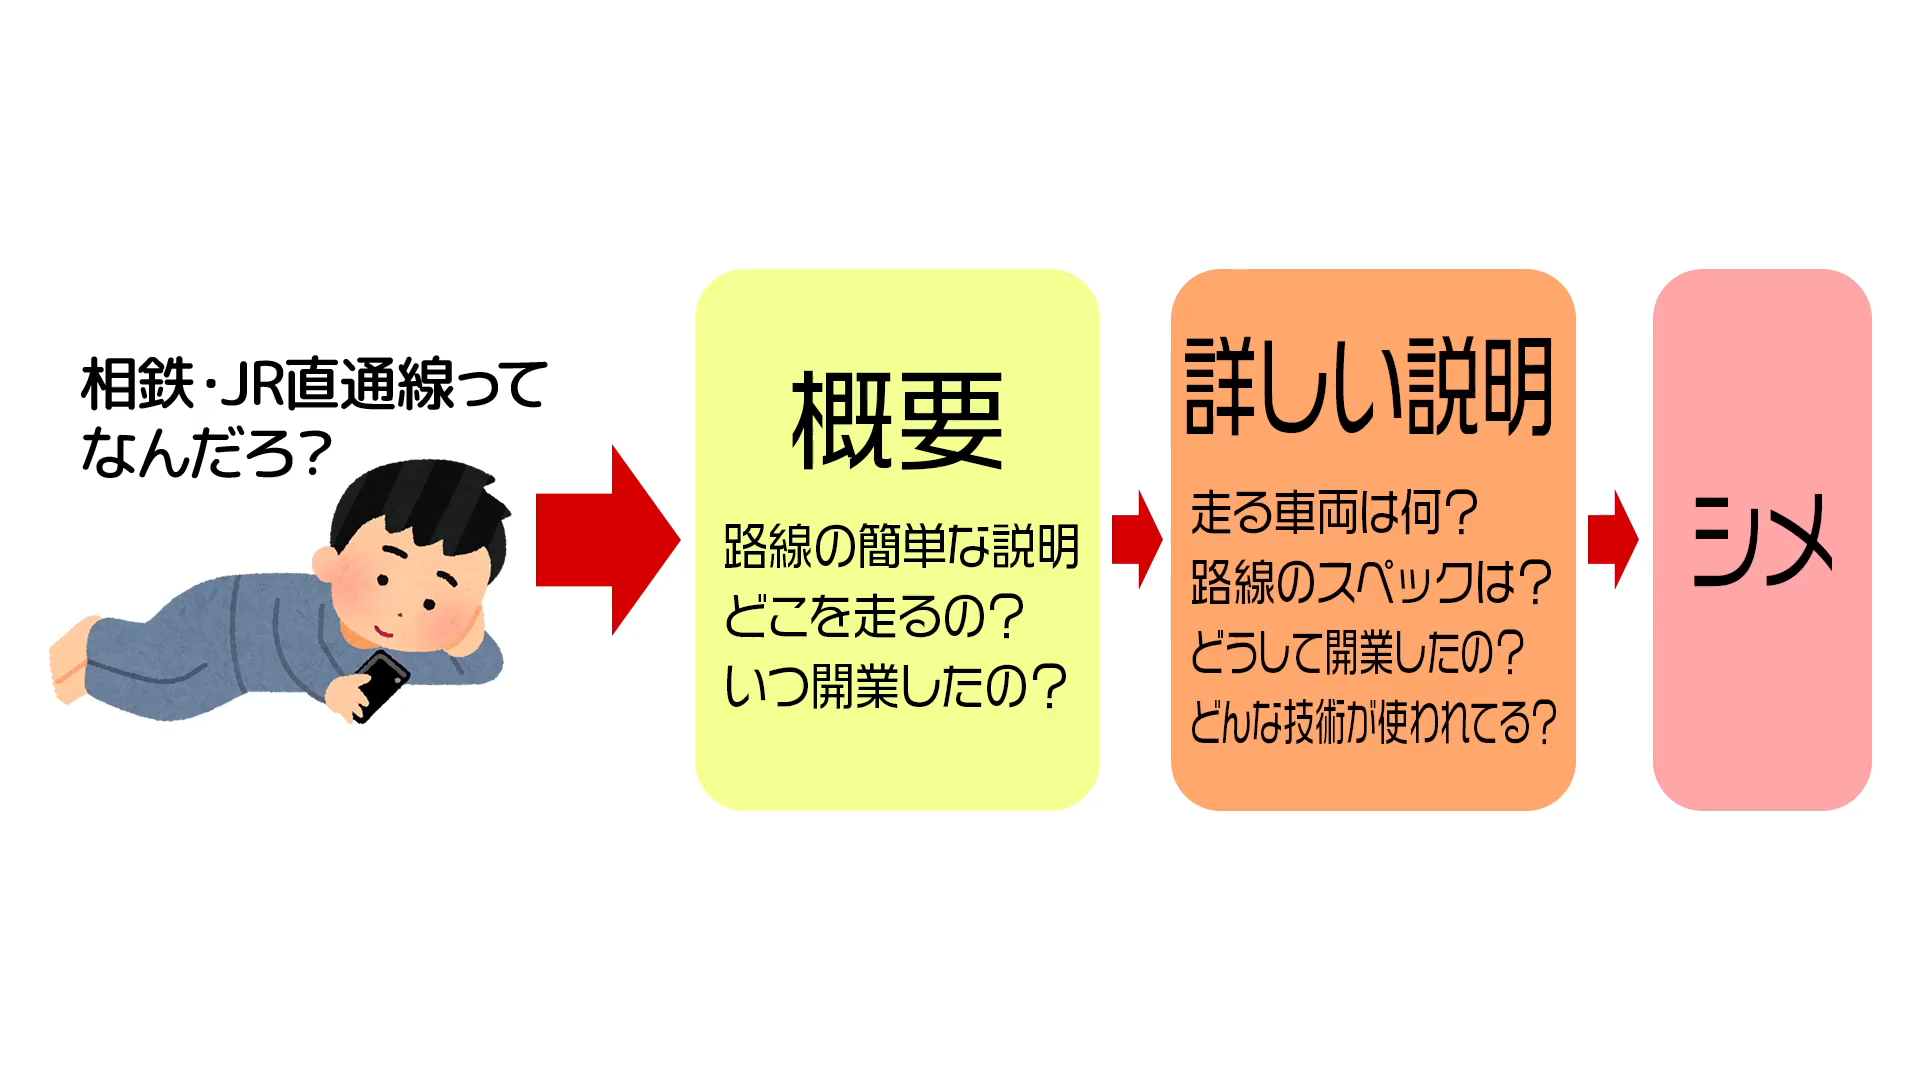 相鉄・JR直通線って
なんだろ？
概要
路線の簡単な説明
どこを走るの？
いつ開業したの？
詳しい説明
走る車両は何？
路線のスペックは？
どうして開業したの？
どんな技術が使われてる？
シメ